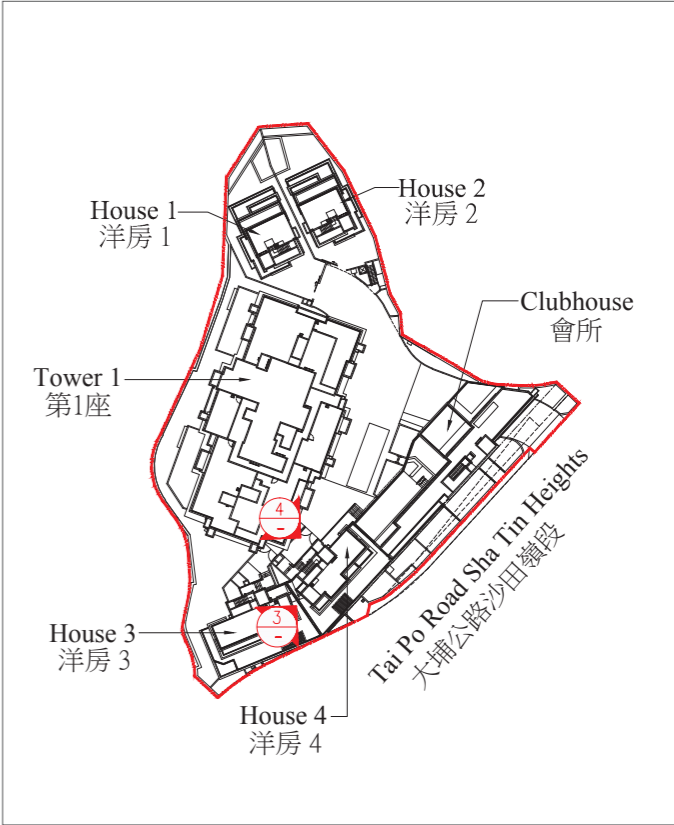 House 1
洋房 1
House 2
洋房 2
Clubhouse
會所
Tower 1
第1座
4
-
3
-
House 3
洋房 3
House 4
洋房 4
Tai Po Road Sha Tin Heights
大埔公路沙田嶺段